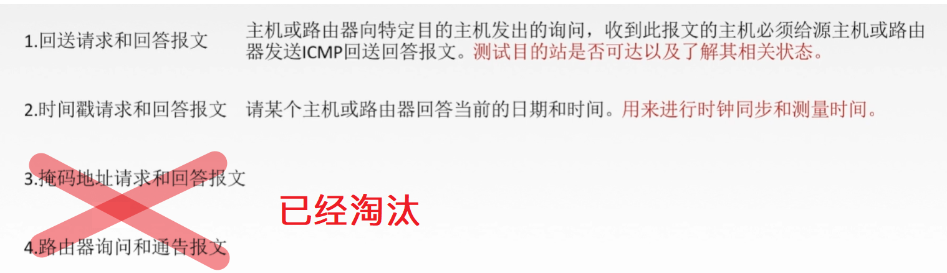 1.回送请求和回答报文
主机或路由器向特定目的主机发出的询问，收到此报文的主机必须给源主机或路由
器发送ICMP回送回答报文。测试目的站是否可达以及了解其相关状态。
2.时间戳请求和回答报文
请某个主机或路由器回答当前的日期和时间。用来进行时钟同步和测量时间。
3.掩码地址请求和回答报文
已经淘汰
4.路由器询问和通告报文